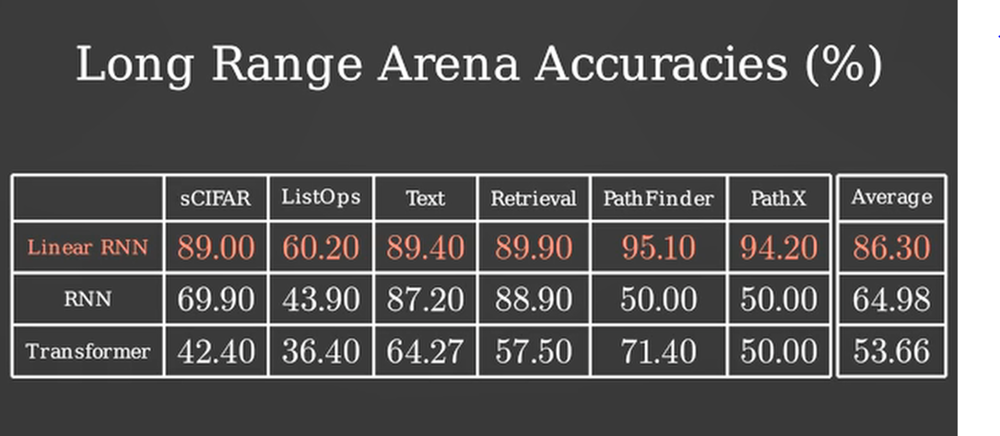 Long Range Arena Accuracies (%)
sCIFAR ListOps Text Retrieval PathFinder PathX Average
Linear RNN 89.00 60.20 89.40 89.90 95.10 94.20 86.30
RNN 69.90 43.90 87.20 88.90 50.00 50.00 64.98
Transformer 42.40 36.40 64.27 57.50 71.40 50.00 53.66